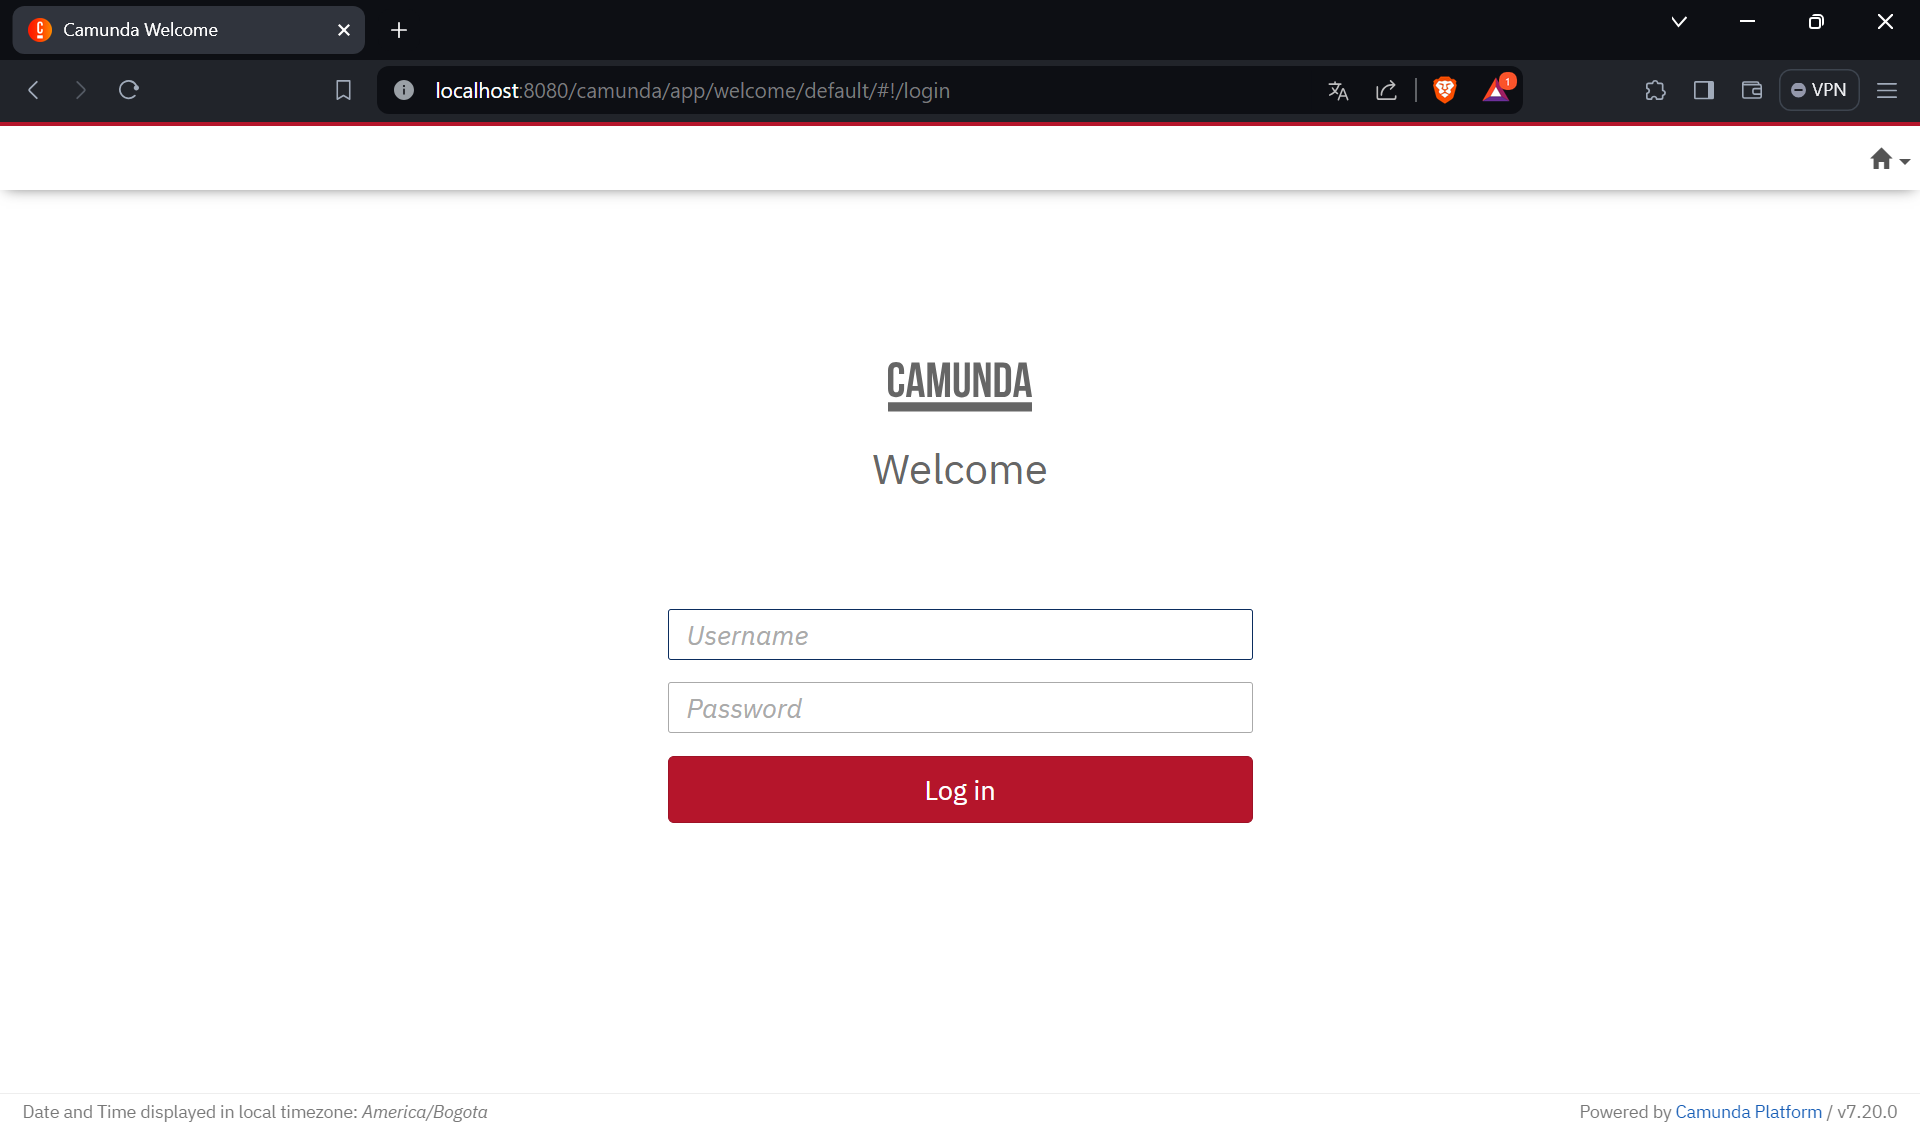 Camunda Welcome
localhost:8080/camunda/app/welcome/default/#!/login
1
VPN
CAMUNDA
Welcome
Username
Password
Log in
Date and Time displayed in local timezone: America/Bogota
Powered by Camunda Platform / v7.20.0